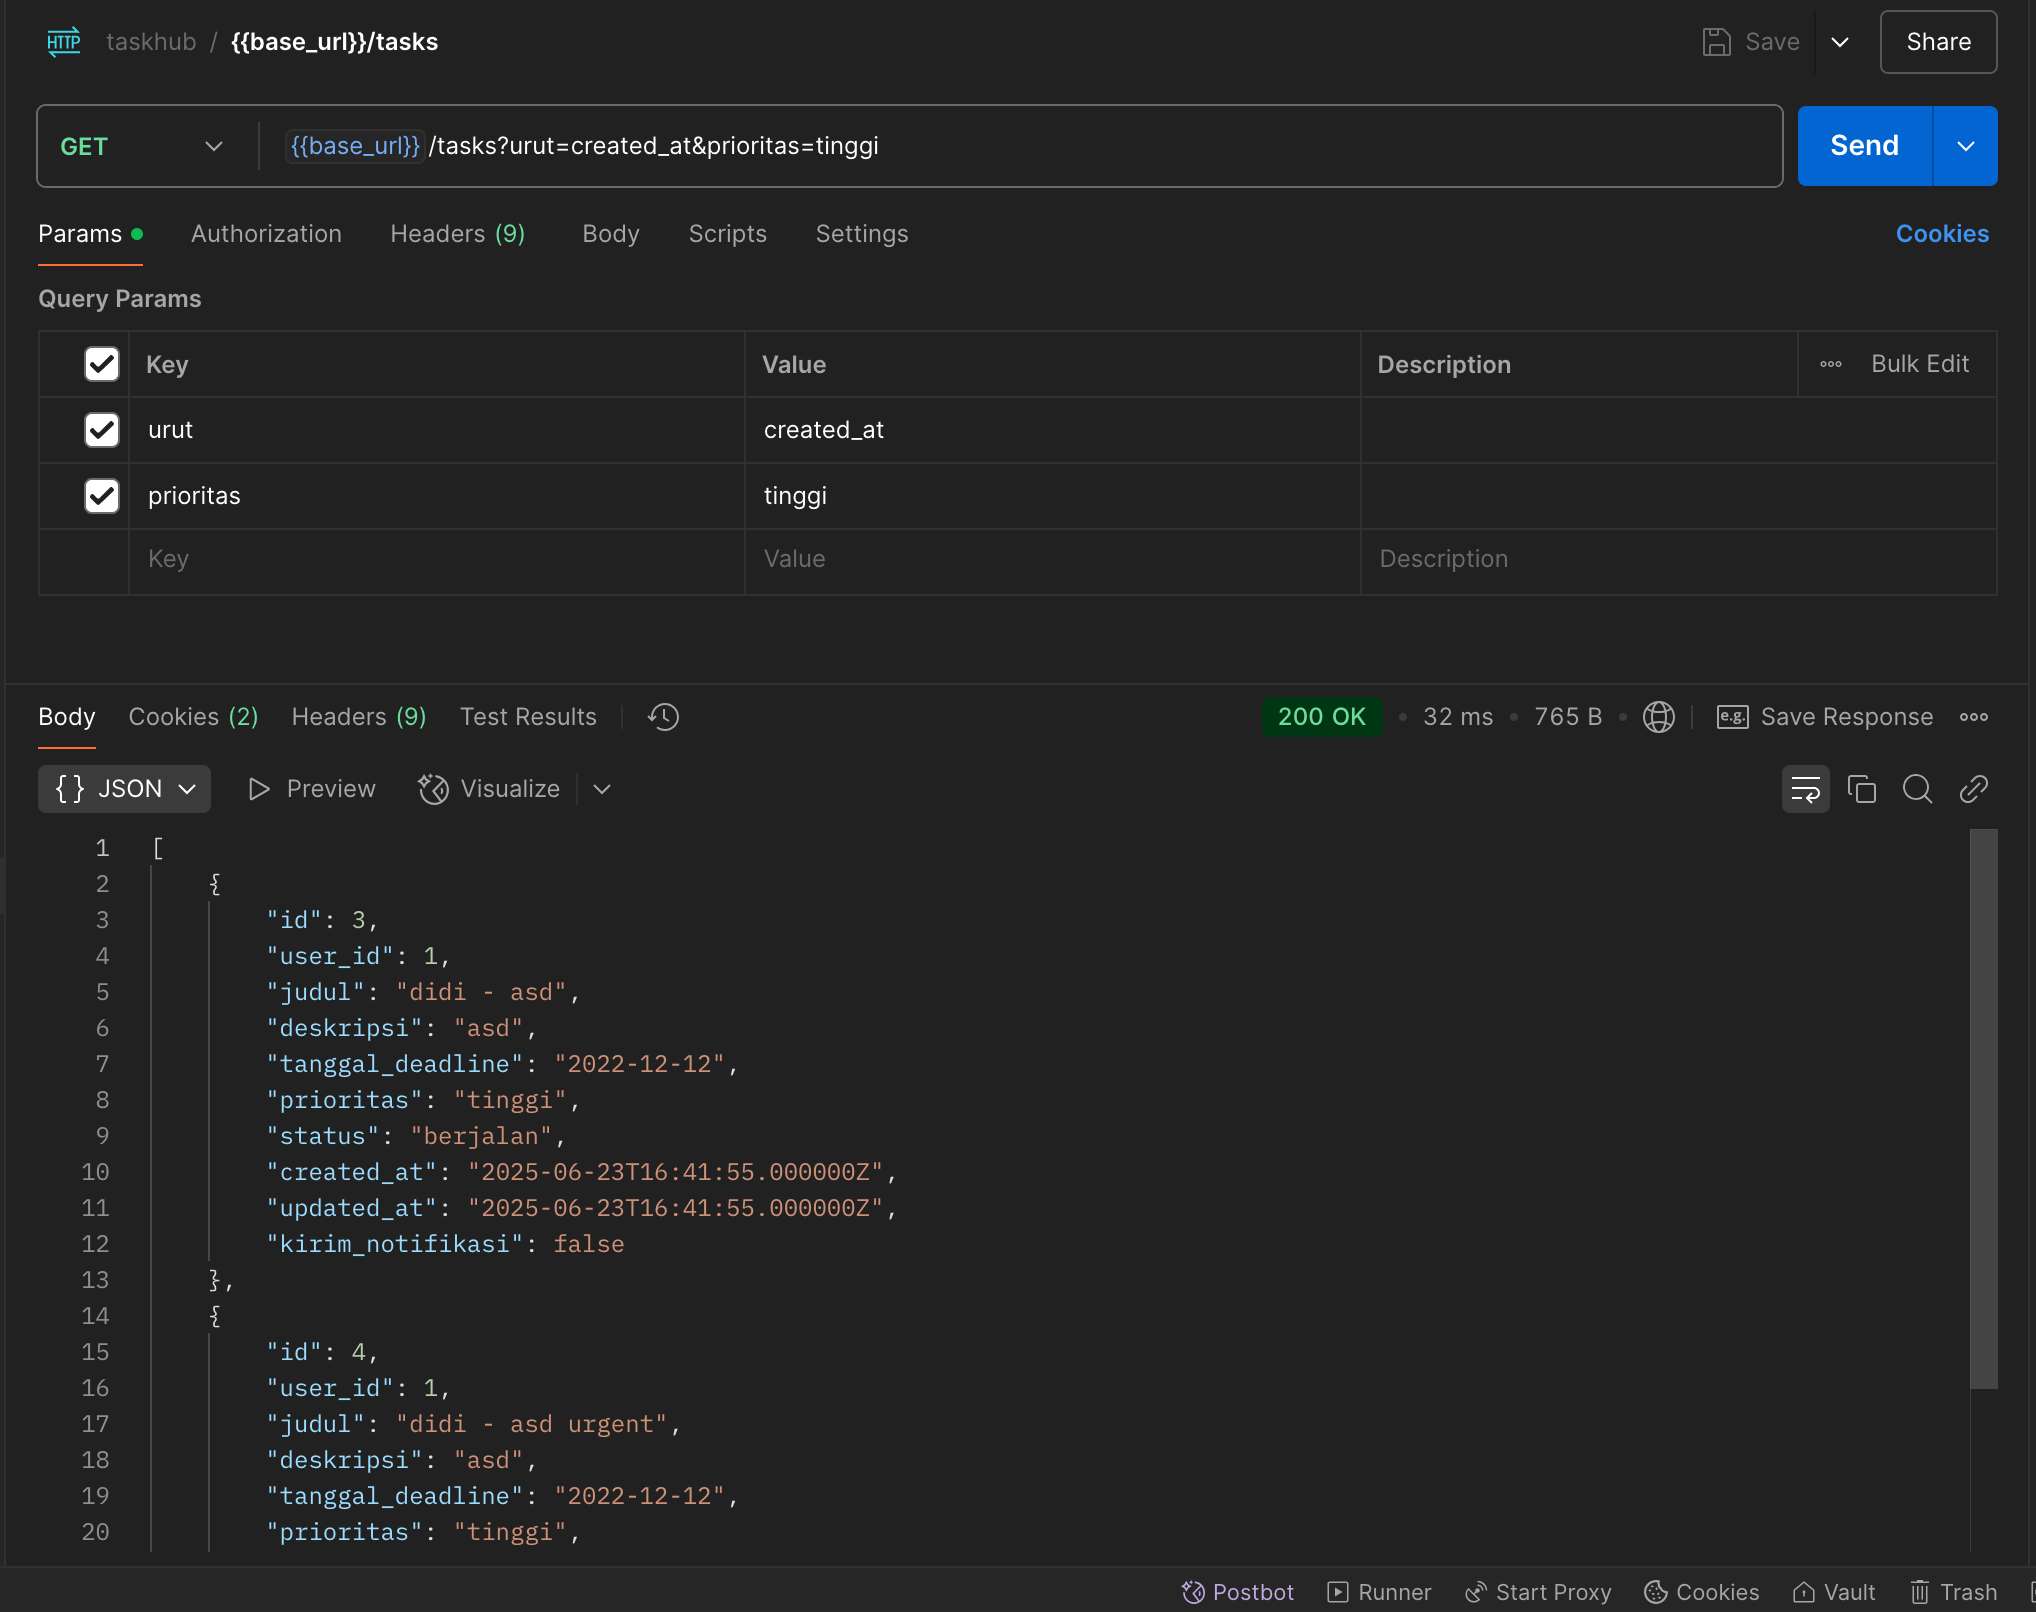 HTTP taskhub / {{base_url}}/tasks Save Share
GET {{base_url}}/tasks?urut=created_at&prioritas=tinggi Send
Params Authorization Headers (9) Body Scripts Settings Cookies
Query Params
Key Value Description Bulk Edit
urut created_at
prioritas tinggi
Key Value Description
Body Cookies (2) Headers (9) Test Results 200 OK 32 ms 765 B e.g. Save Response
{} JSON Preview Visualize
1 [
2 {
3 "id": 3,
4 "user_id": 1,
5 "judul": "didi - asd",
6 "deskripsi": "asd",
7 "tanggal_deadline": "2022-12-12",
8 "prioritas": "tinggi",
9 "status": "berjalan",
10 "created_at": "2025-06-23T16:41:55.000000Z",
11 "updated_at": "2025-06-23T16:41:55.000000Z",
12 "kirim_notifikasi": false
13 },
14 {
15 "id": 4,
16 "user_id": 1,
17 "judul": "didi - asd urgent",
18 "deskripsi": "asd",
19 "tanggal_deadline": "2022-12-12",
20 "prioritas": "tinggi",
Postbot Runner Start Proxy Cookies Vault Trash